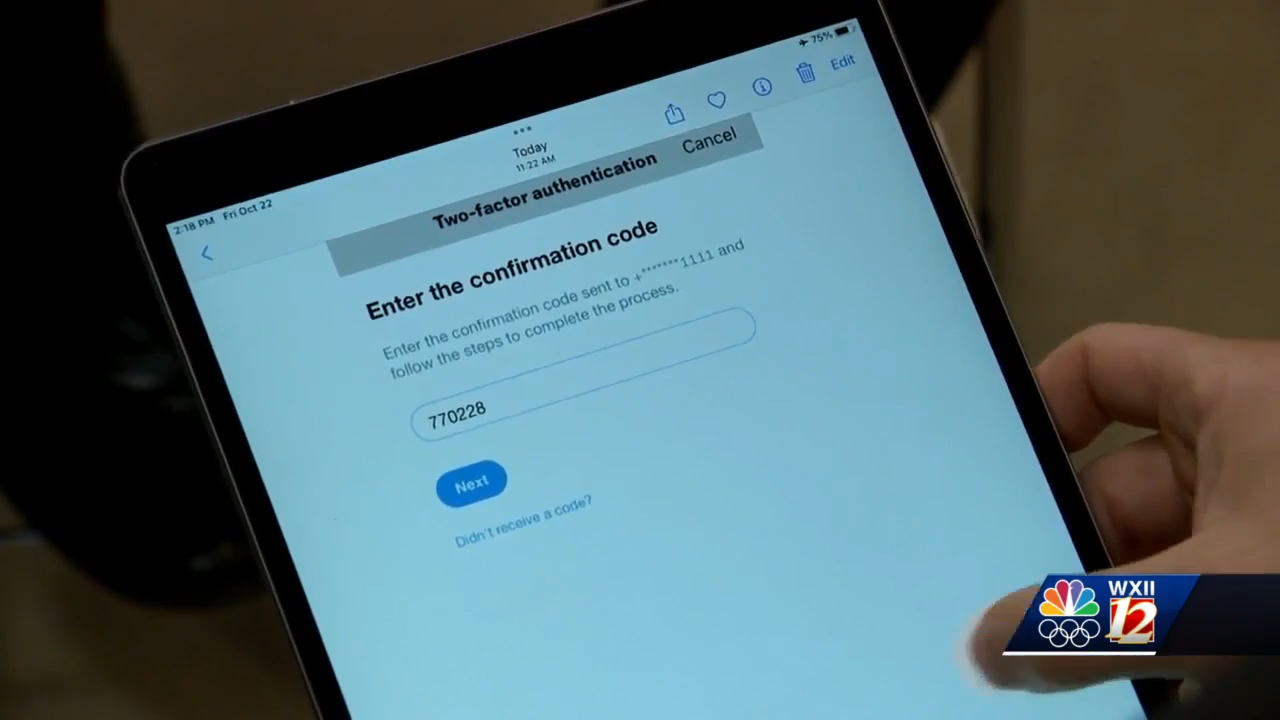 2:18 PM Fri Oct 22
75%
Today
11:22 AM
Edit
Two-factor authentication
Cancel
Enter the confirmation code
Enter the confirmation code sent to +*******1111 and
follow the steps to complete the process.
770228
Next
Didn't receive a code?
WXII
12